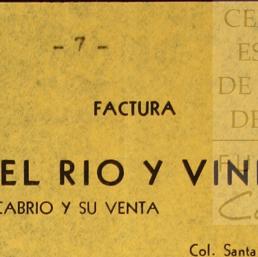 - 7 -
CE
ES
FACTURA
DE
DE
EL RIO Y VIN
CABRIO Y SU VENTA
Col. Santa